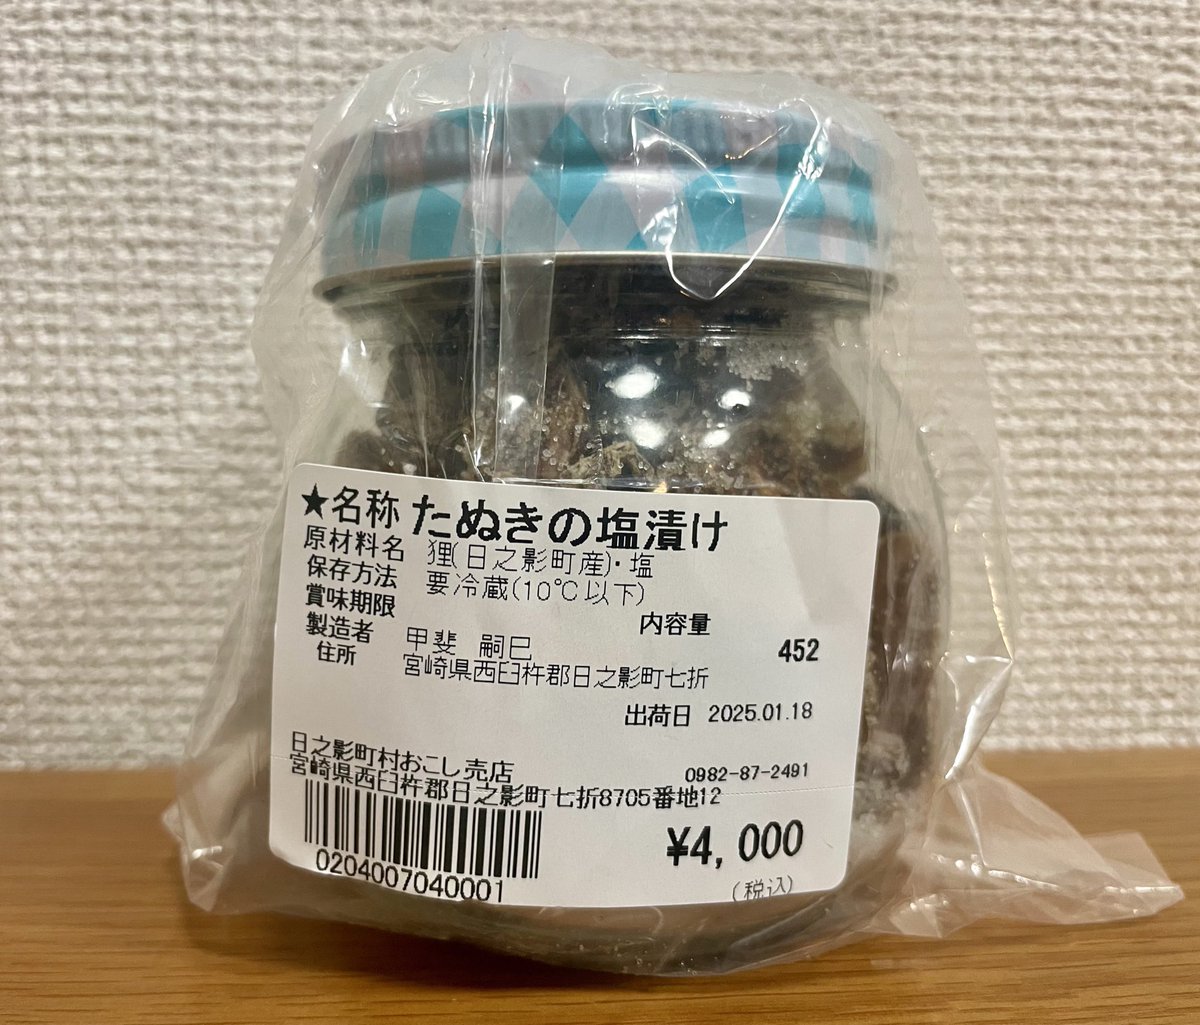 ★名称 たぬきの塩漬け
原材料名 狸(日之影町産)・塩
保存方法 要冷蔵(10℃以下)
賞味期限
内容量
452
製造者 甲斐 嗣巳
住所 宮崎県西臼杵郡日之影町七折
出荷日 2025.01.18
日之影町村おこし売店
0982-87-2491
宮崎県西臼杵郡日之影町七折8705番地12
0204007040001
¥4,000
(税込)